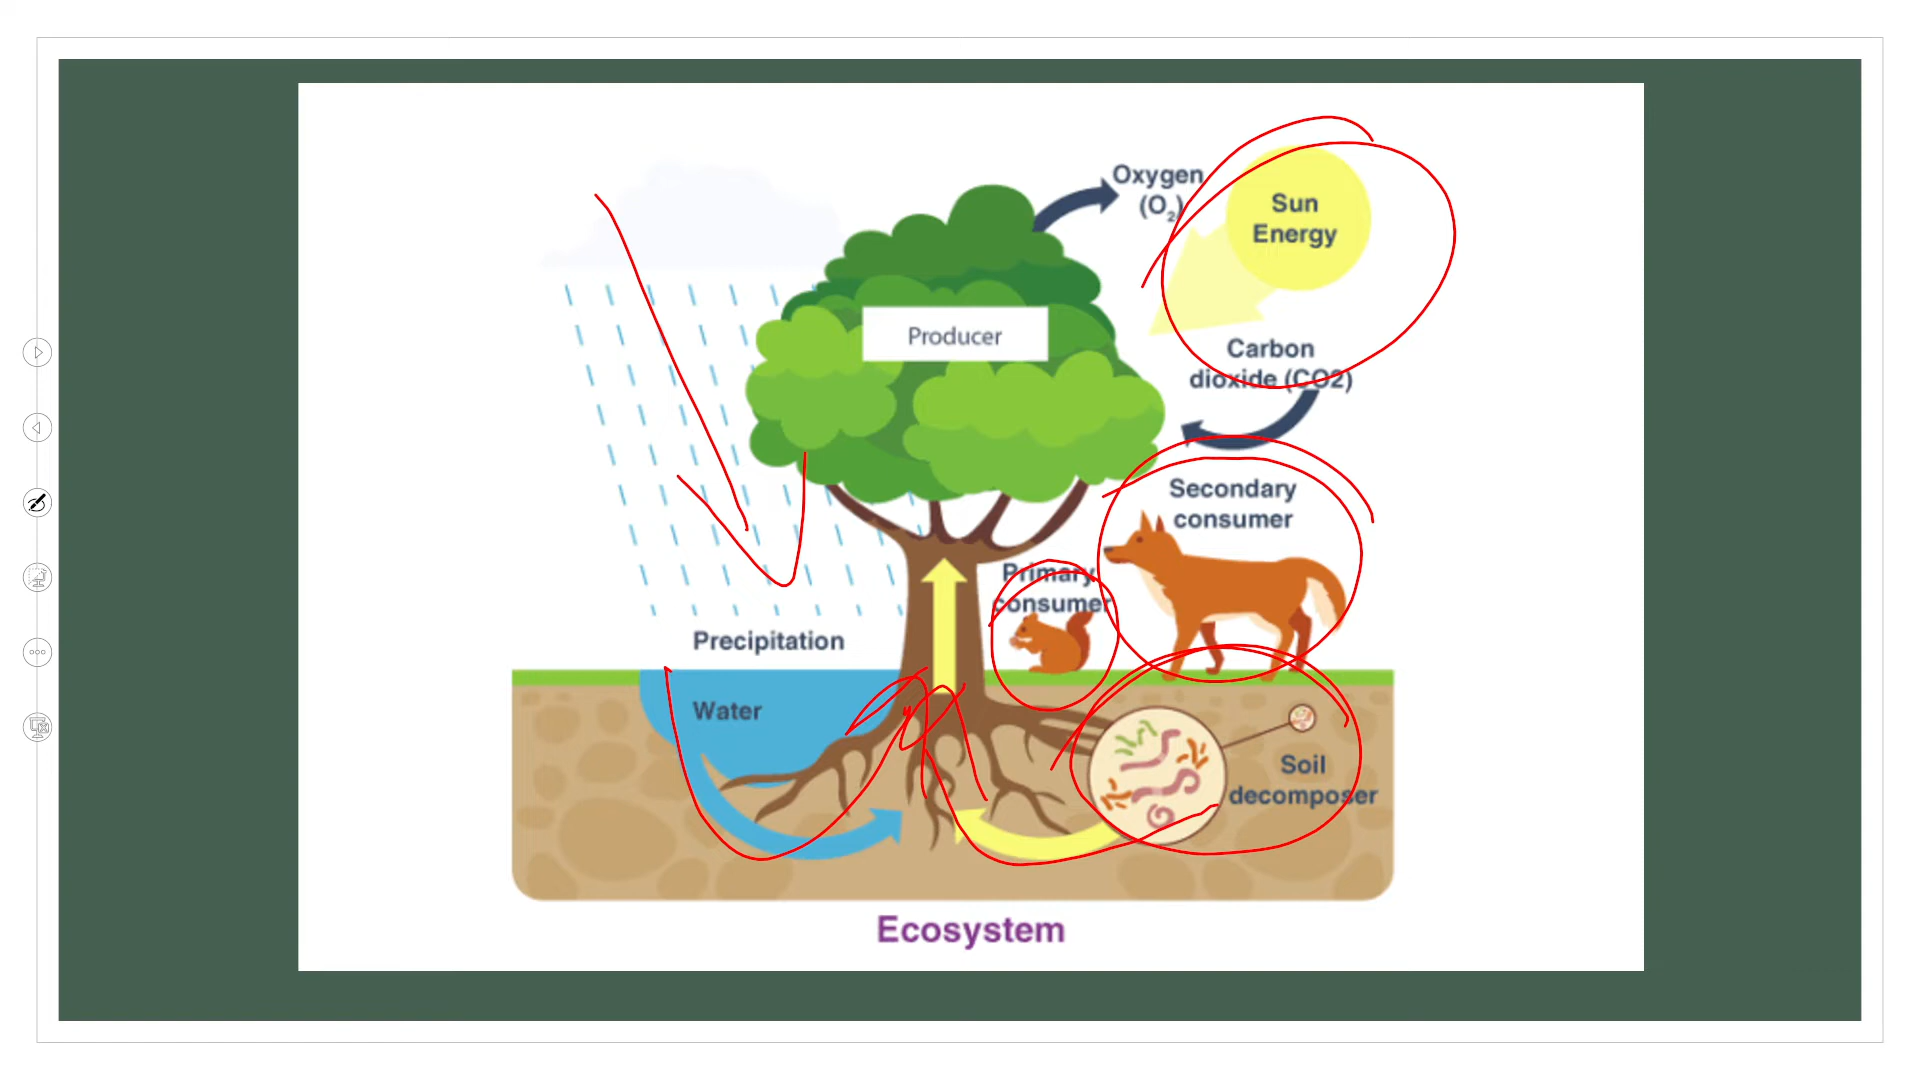 Oxygen
(O₂)
Sun
Energy
Producer
Carbon
dioxide (CO2)
Secondary
consumer
Primary
consumer
Precipitation
Water
Soil
decomposer
Ecosystem